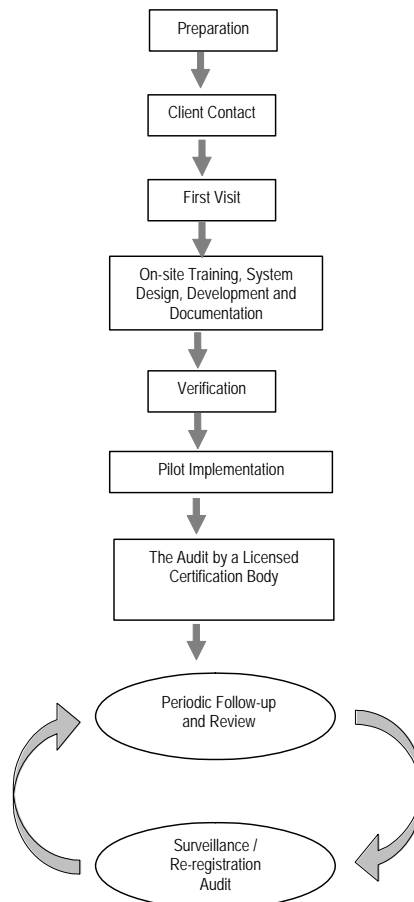 Preparation
Client Contact
First Visit
On-site Training, System
Design, Development and
Documentation
Verification
Pilot Implementation
The Audit by a Licensed
Certification Body
Periodic Follow-up
and Review
Surveillance /
Re-registration
Audit